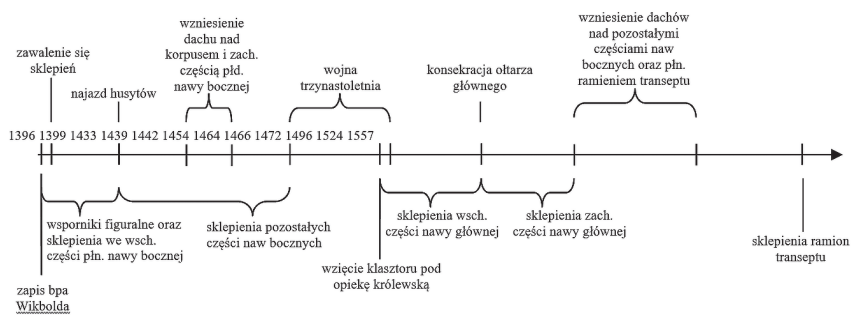 zawalenie się
sklepień
najazd husytów
wzniesienie
dachu nad
korpusem i zach.
częścią płd.
nawy bocznej
wojna
trzynastoletnia
konsekracja ołtarza
głównego
wzniesienie dachów
nad pozostałymi
częściami naw
bocznych oraz płn.
ramieniem transeptu
1396 1399 1433 1439 1442 1454 1464 1466 1472 1496 1524 1557
wsporniki figuralne oraz
sklepienia we wsch.
części płn. nawy bocznej
sklepienia pozostałych
części naw bocznych
sklepienia wsch.
części nawy głównej
sklepienia zach.
części nawy głównej
sklepienia ramion
transeptu
wzięcie klasztoru pod
opiekę królewską
zapis bpa
Wikbolda